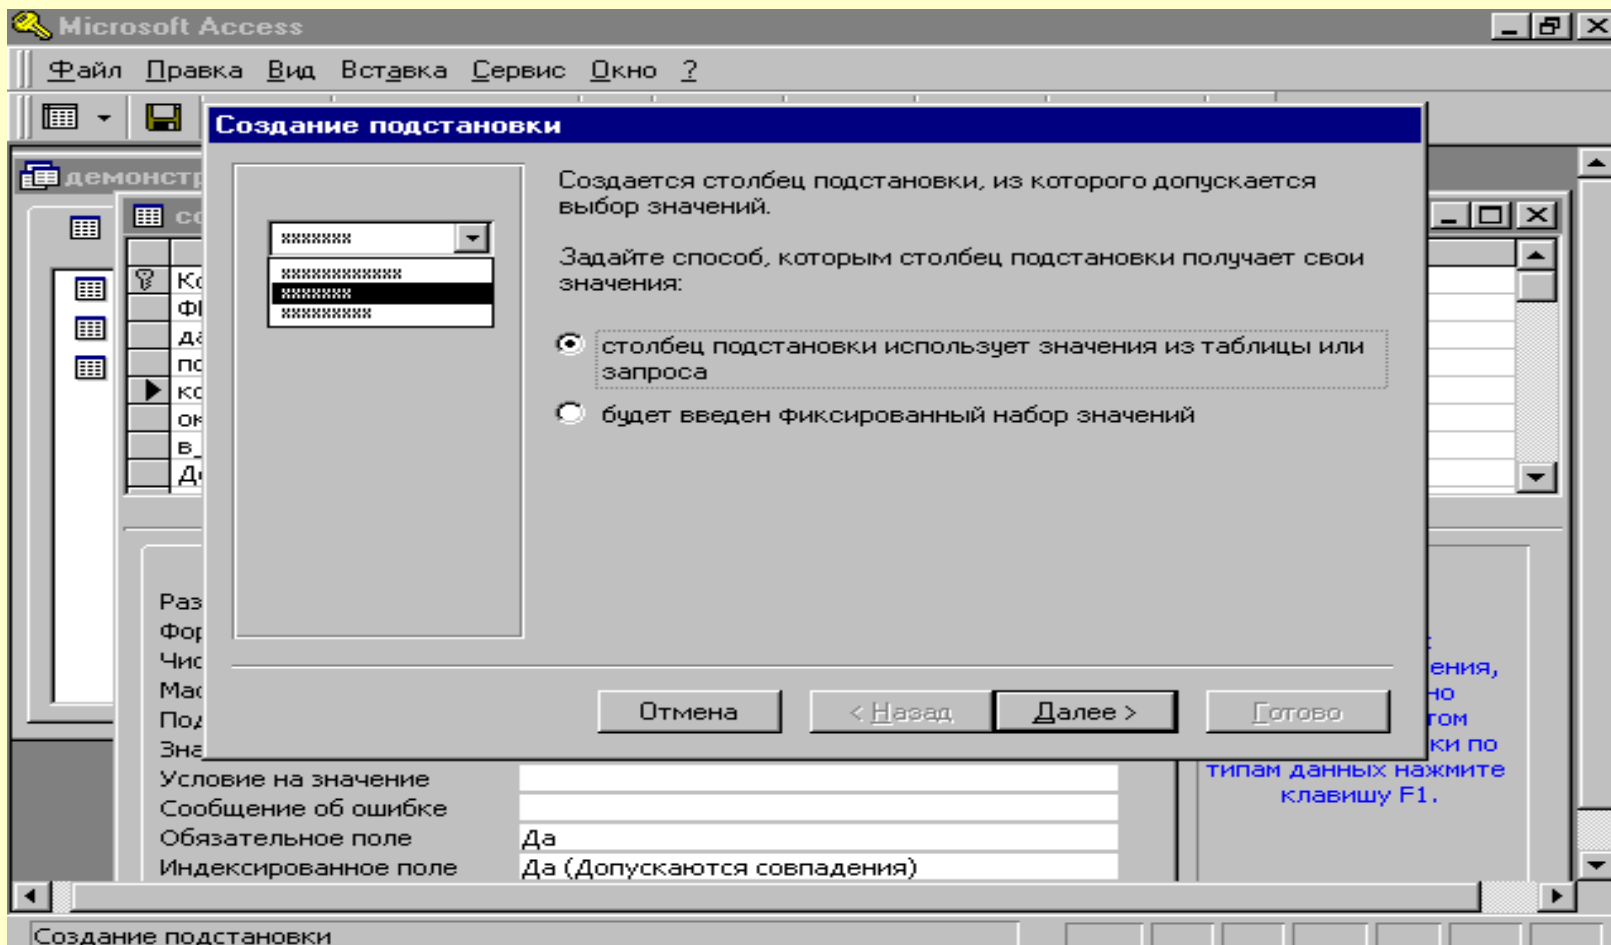 Microsoft Access
Файл Правка Вид Вставка Сервис Окно ?
Создание подстановки
Создается столбец подстановки, из которого допускается
выбор значений.
Задайте способ, которым столбец подстановки получает свои
значения:
столбец подстановки использует значения из таблицы или
запроса
будет введен фиксированный набор значений
Отмена
< Назад
Далее >
Готово
ки по
типам данных нажмите
клавишу F1.
Условие на значение
Сообщение об ошибке
Обязательное поле Да
Индексированное поле Да (Допускаются совпадения)
Создание подстановки